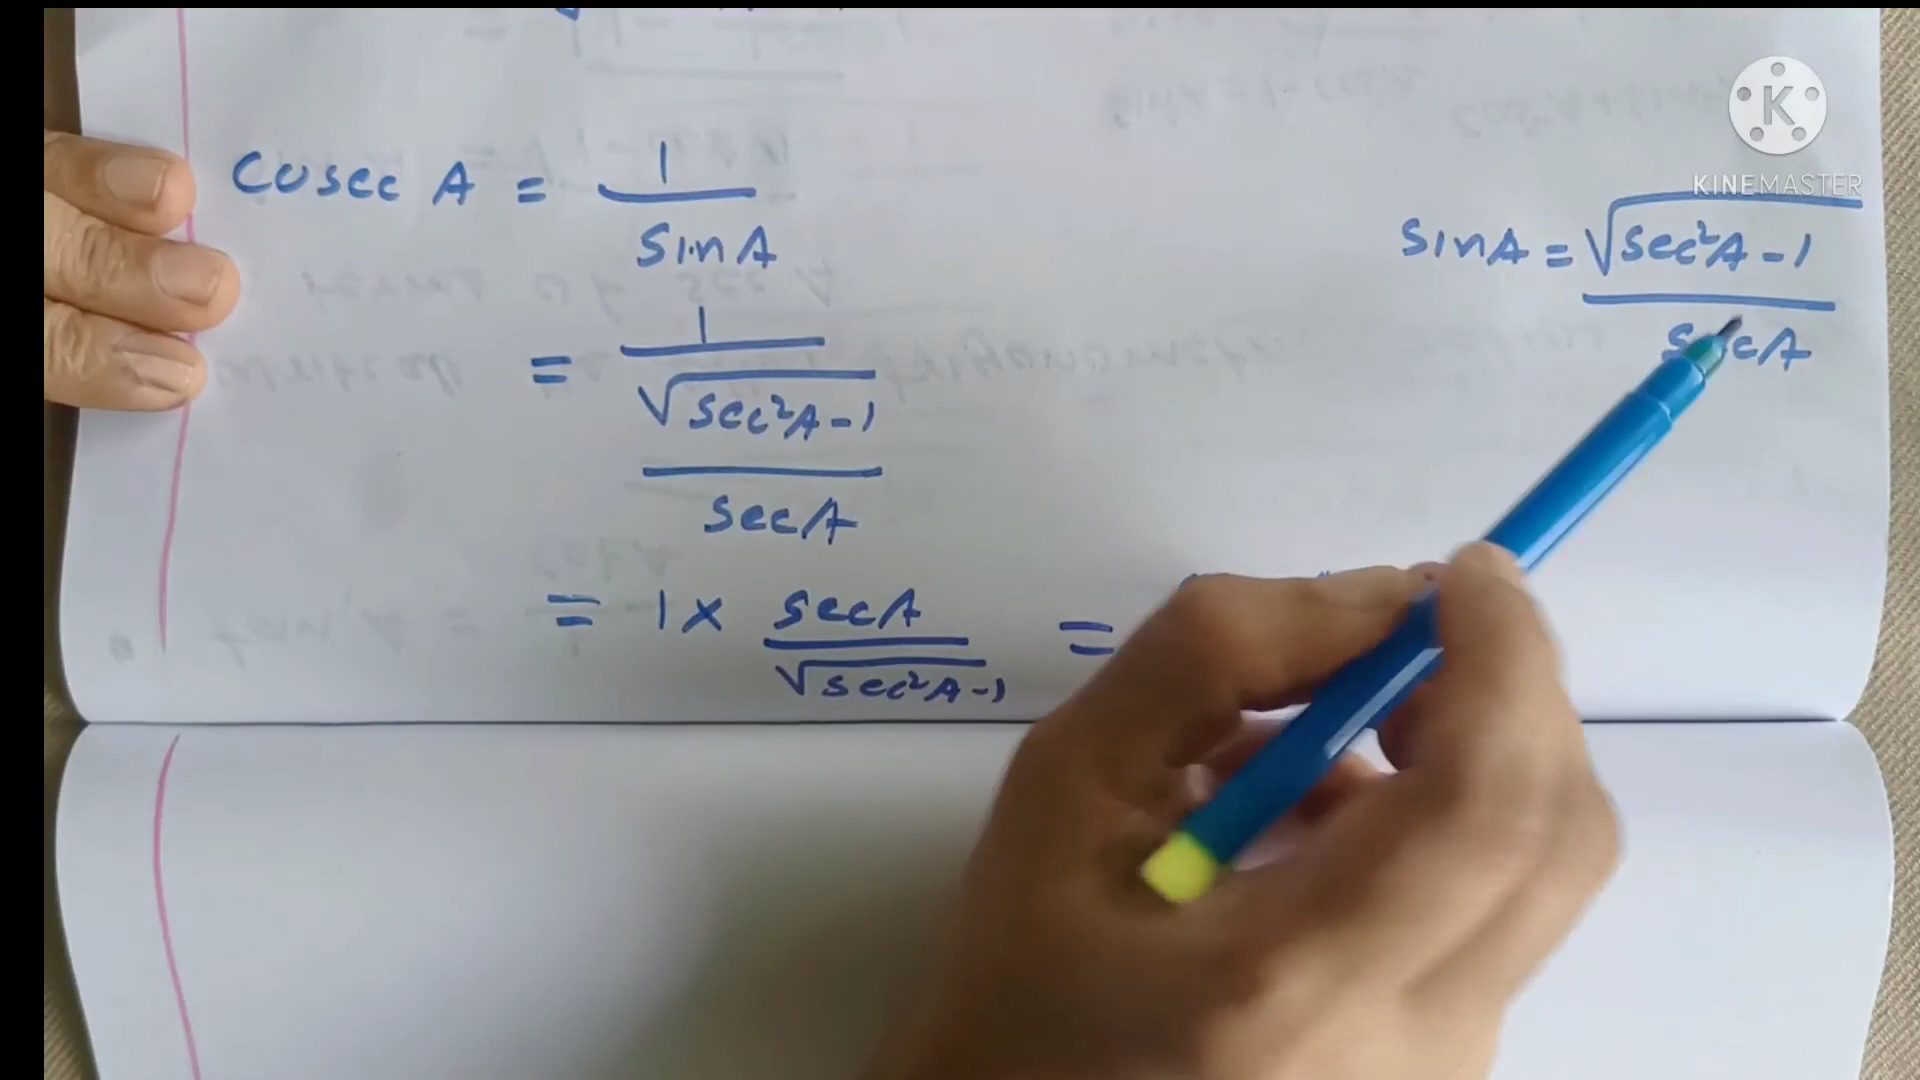 K
KINEMASTER
cosec A = 1/sinA
sinA = √(sec²A-1)/secA
= 1/(√(sec²A-1)/secA)
= 1 × secA/√(sec²A-1) =